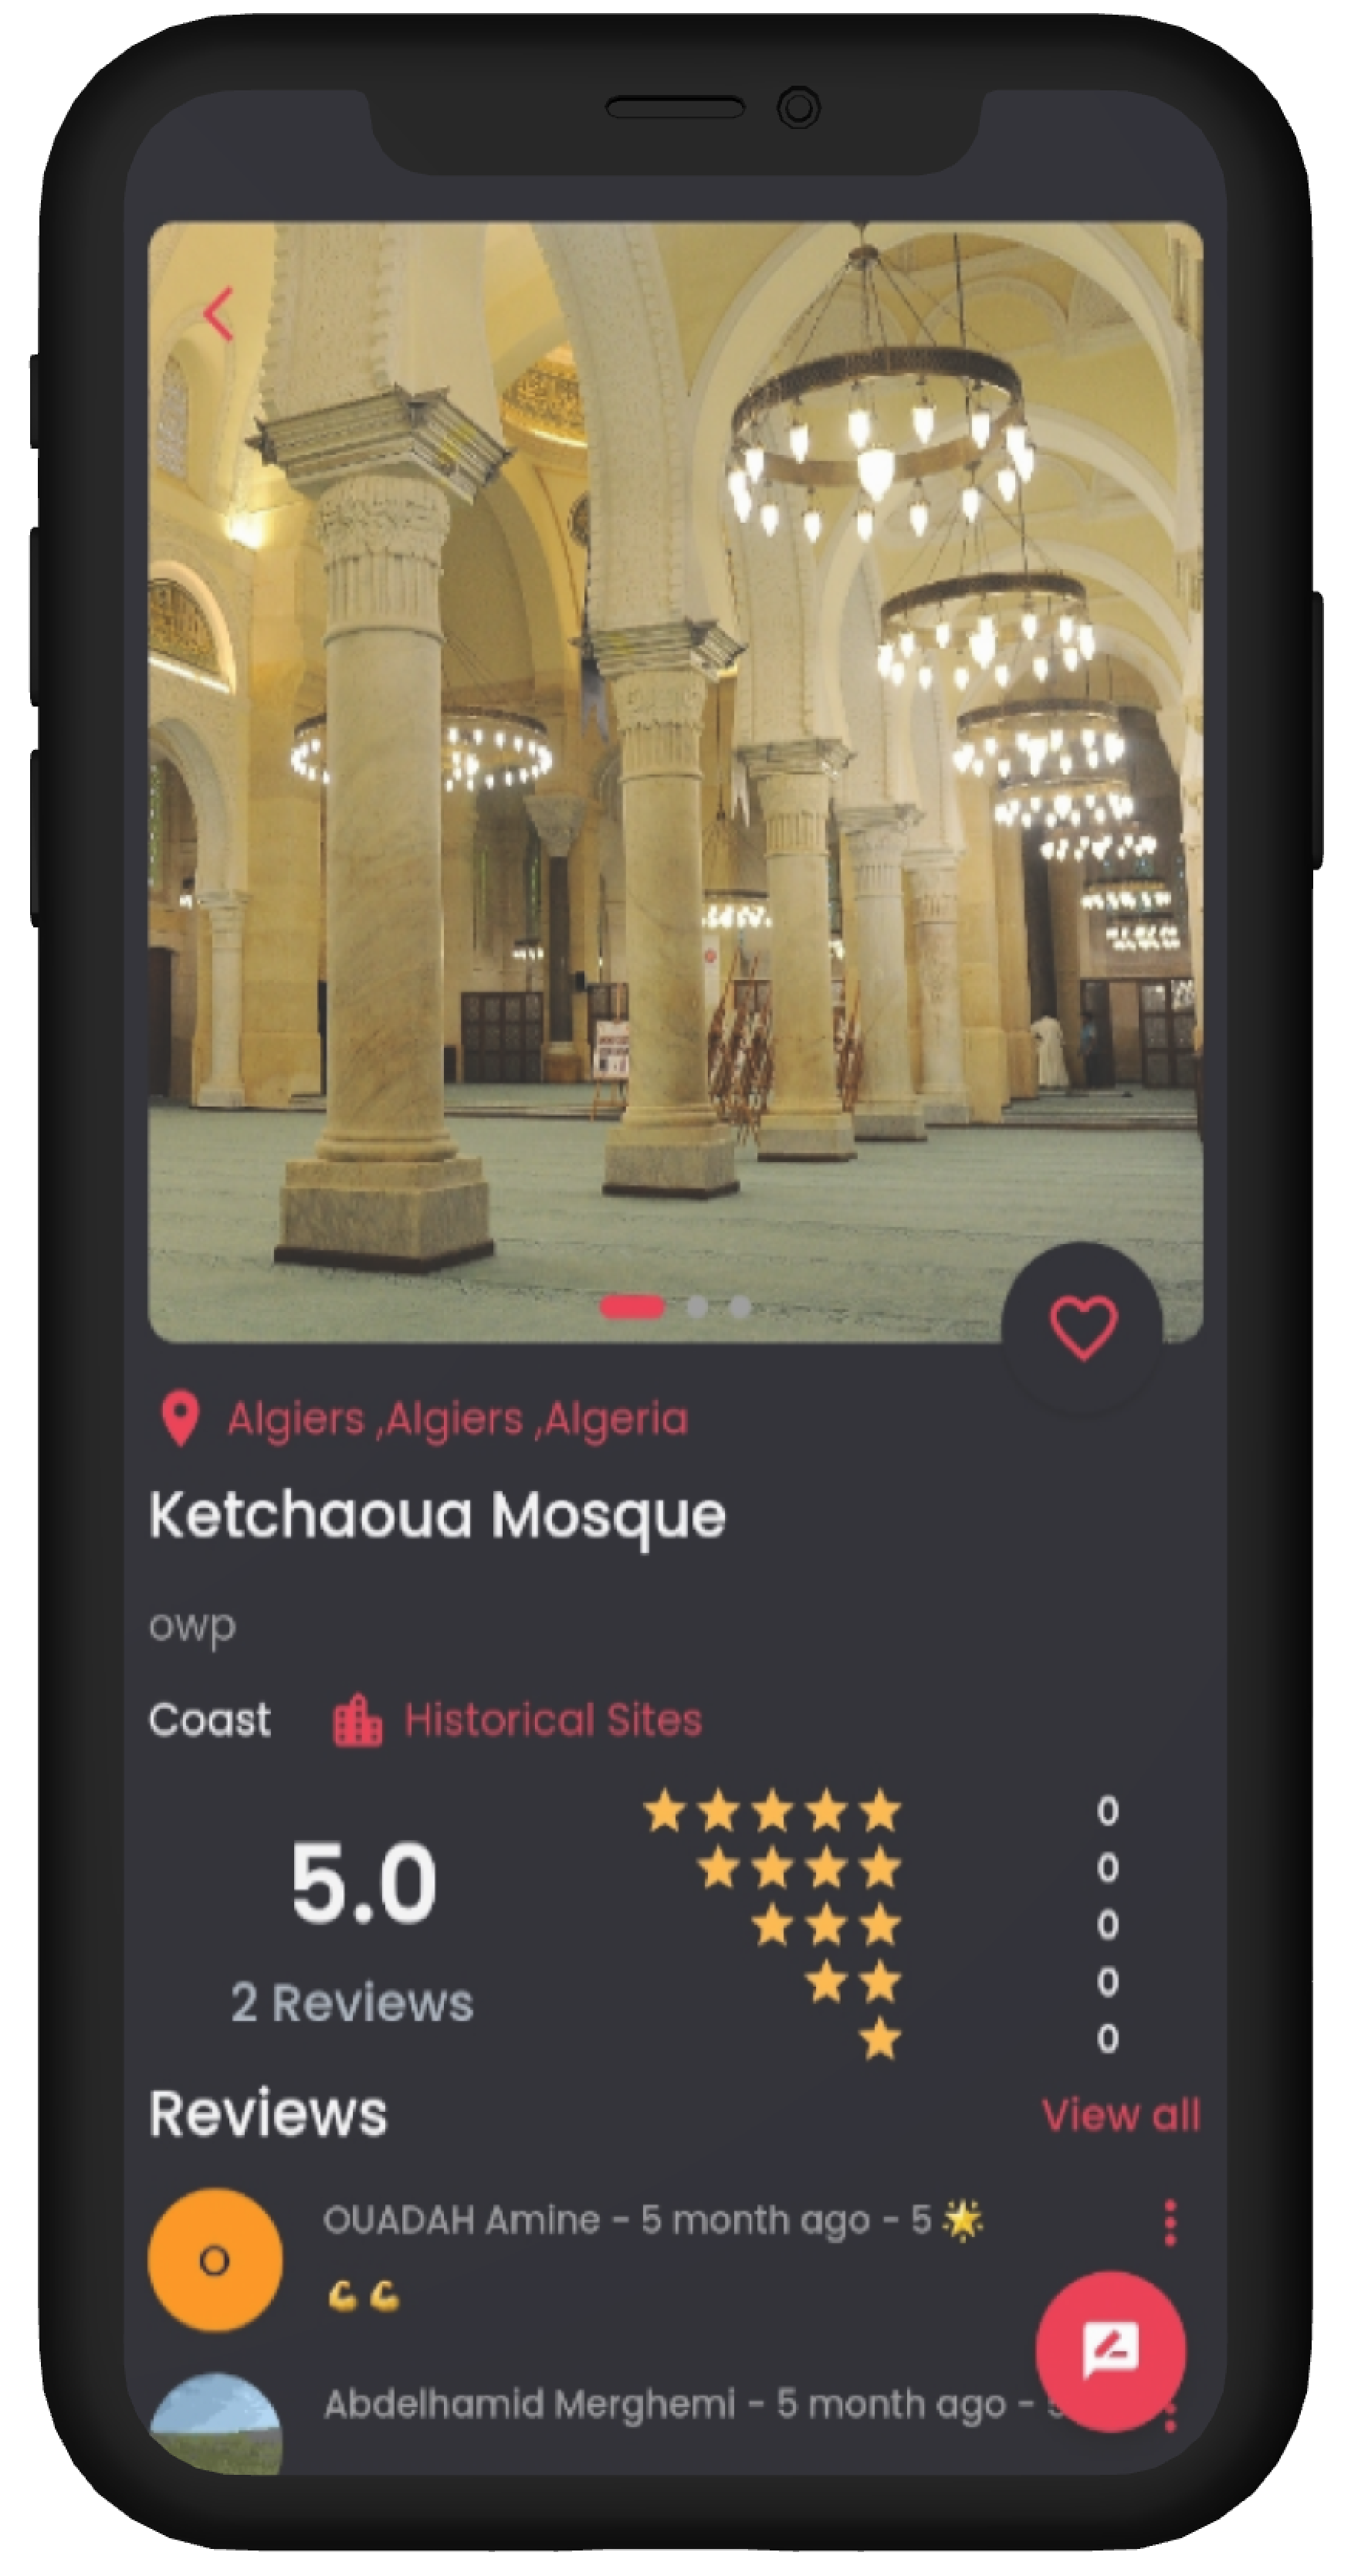 Algiers ,Algiers ,Algeria
Ketchaoua Mosque
owp
Coast Historical Sites
0
0
5.0
0
0
2 Reviews
0
Reviews View all
O
OUADAH Amine - 5 month ago - 5 🌟
💪 💪
Abdelhamid Merghemi - 5 month ago -